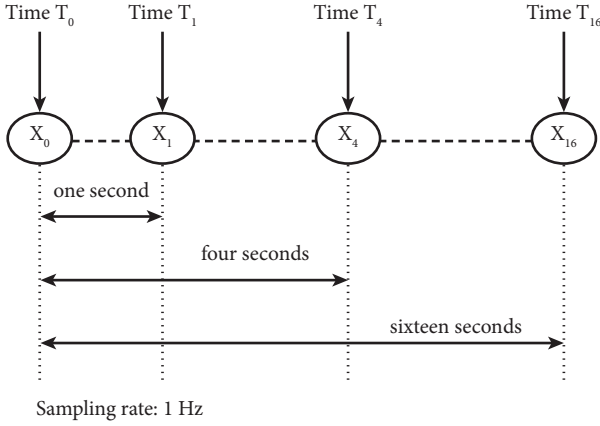 Time T₀ Time T₁ Time T₄ Time T₁₆
X₀ X₁ X₄ X₁₆
one second
four seconds
sixteen seconds
Sampling rate: 1 Hz